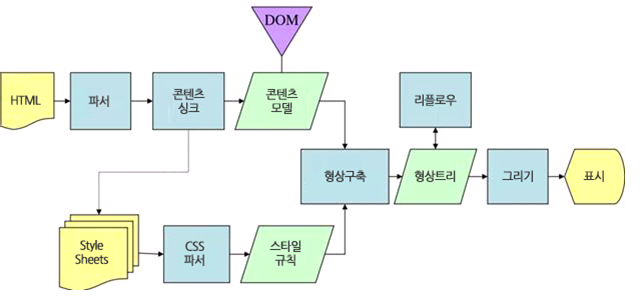 DOM
HTML
파서
콘텐츠
싱크
콘텐츠
모델
리플로우
형상구축
형상트리
그리기
표시
Style
Sheets
CSS
파서
스타일
규칙